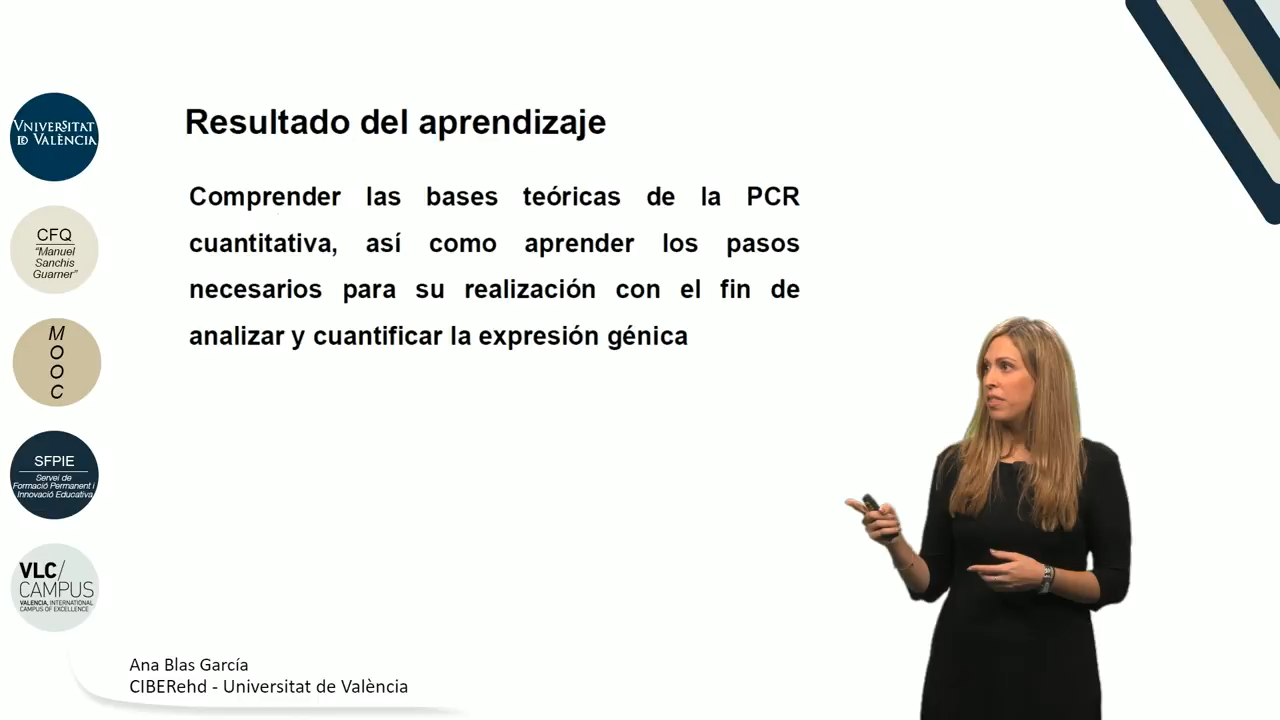 Resultado del aprendizaje
Comprender las bases teóricas de la PCR
cuantitativa, así como aprender los pasos
necesarios para su realización con el fin de
analizar y cuantificar la expresión génica
VNIVERSITAT
ID VALÈNCIA
CFQ
"Manuel
Sanchis
Guarner"
M
O
O
C
SFPIE
Servei de
Formació Permanent i
Innovació Educativa
VLC/
CAMPUS
VALENCIA, INTERNATIONAL
CAMPUS OF EXCELLENCE
Ana Blas García
CIBERehd - Universitat de València